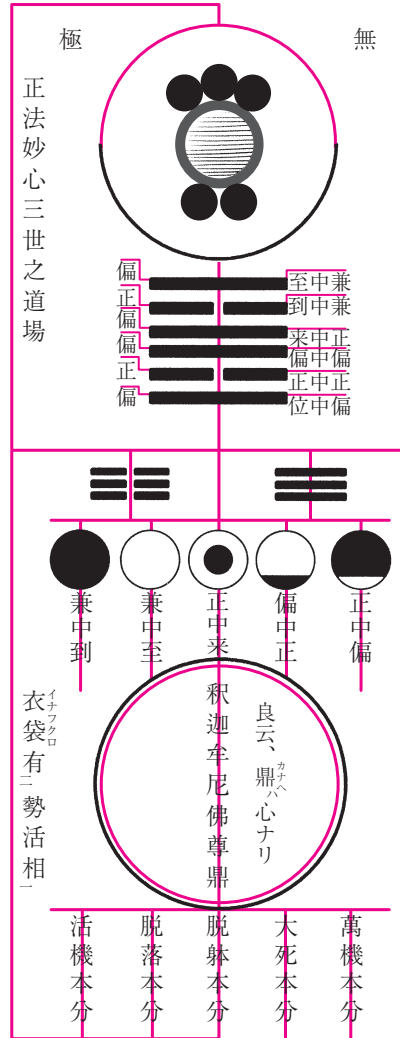 無
極
兼中至
兼中到
正中来
偏中偏
正中正
偏中位
偏
正
偏
偏
正
偏
正法妙心三世之道場
正中偏
偏中正
正中来
兼中至
兼中到
良云、鼎ハ心ナリ
カナヘ
釈迦牟尼佛尊鼎
衣袋有二勢活相一
イナフクロ
萬機本分
大死本分
脱躰本分
脱落本分
活機本分